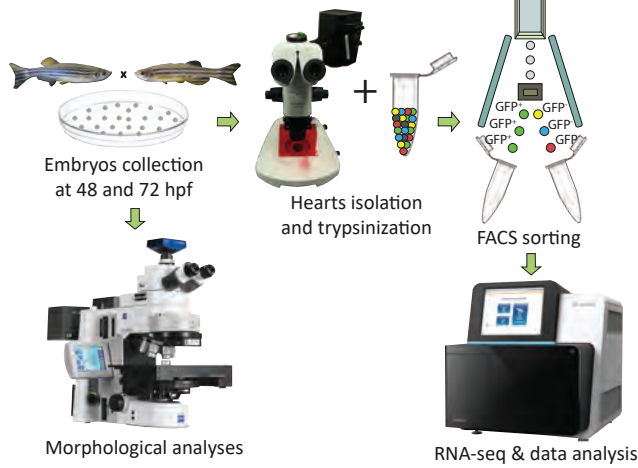 x
Embryos collection
at 48 and 72 hpf
+
Hearts isolation
and trypsinization
GFP+ GFP-
GFP+ GFP-
GFP+ GFP-
FACS sorting
Morphological analyses
RNA-seq & data analysis